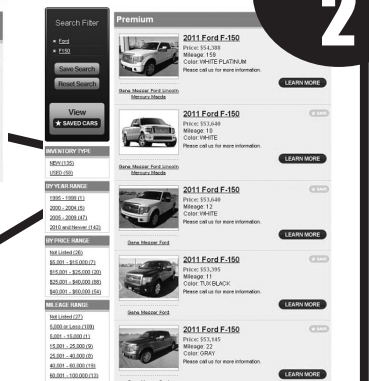 2
Search Filter
Ford
F150
Save Search
Reset Search
View
★ SAVED CARS
INVENTORY TYPE
NEW (135)
USED (59)
BY YEAR RANGE
1995 - 1999 (1)
2000 - 2004 (5)
2005 - 2009 (47)
2010 and Newer (142)
BY PRICE RANGE
Not Listed (26)
$5,001 - $15,000 (7)
$15,001 - $25,000 (20)
$25,001 - $40,000 (88)
$40,001 - $60,000 (54)
MILEAGE RANGE
Not Listed (27)
5,000 or Less (109)
5,001 - 15,000 (1)
15,001 - 25,000 (9)
25,001 - 40,000 (8)
40,001 - 60,000 (19)
60,001 - 100,000 (13)
Premium
2011 Ford F-150
Price: $54,388
Mileage: 159
Color: WHITE PLATINUM
Please call us for more information.
LEARN MORE
Gene Messer Ford Lincoln
Mercury Mazda
2011 Ford F-150
SAVE
Price: $53,640
Mileage: 10
Color: WHITE
Please call us for more information.
LEARN MORE
Gene Messer Ford Lincoln
Mercury Mazda
2011 Ford F-150
SAVE
Price: $53,640
Mileage: 12
Color: WHITE
Please call us for more information.
LEARN MORE
Gene Messer Ford
2011 Ford F-150
SAVE
Price: $53,395
Mileage: 11
Color: TUX BLACK
Please call us for more information.
LEARN MORE
Gene Messer Ford
2011 Ford F-150
SAVE
Price: $53,145
Mileage: 22
Color: GRAY
Please call us for more information.
LEARN MORE